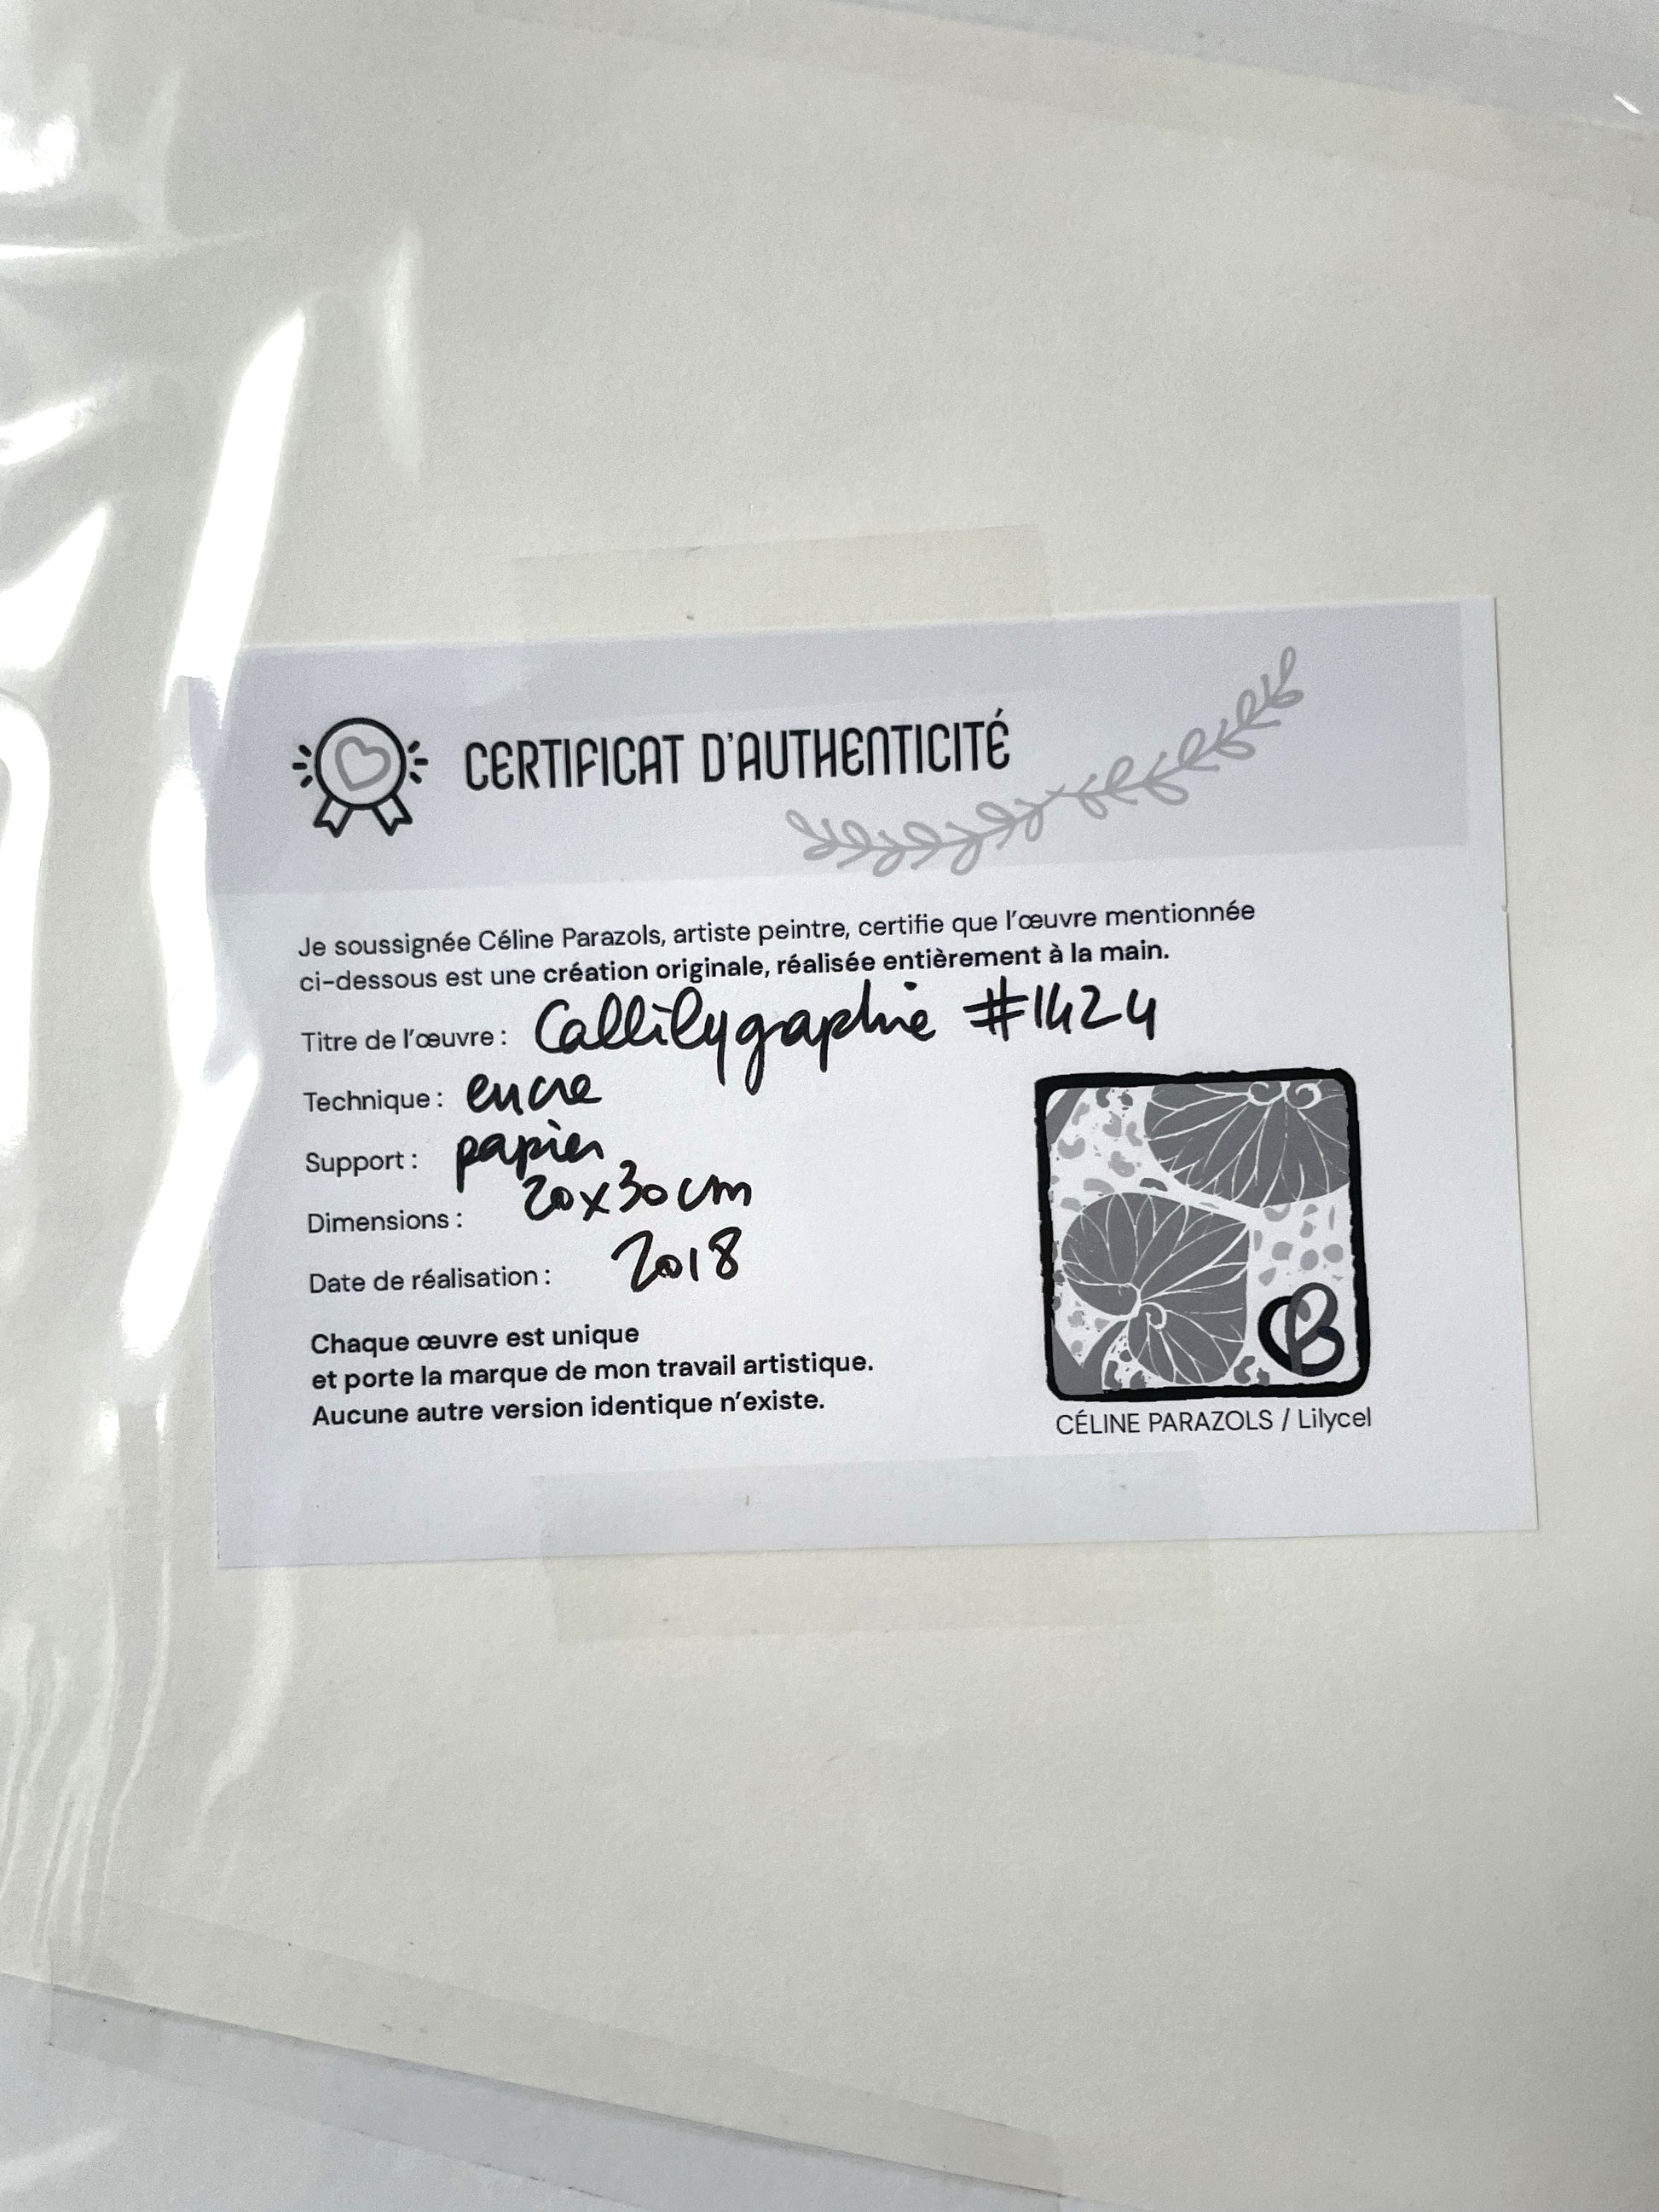 CERTIFICAT D'AUTHENTICITÉ
Je soussignée Céline Parazols, artiste peintre, certifie que l'œuvre mentionnée
ci-dessous est une création originale, réalisée entièrement à la main.
Titre de l'œuvre : Callilygraphie #1424
Technique : encre
Support : papier
Dimensions : 20x30cm
Date de réalisation : 2018
Chaque œuvre est unique
et porte la marque de mon travail artistique.
Aucune autre version identique n'existe.
CÉLINE PARAZOLS / Lilycel